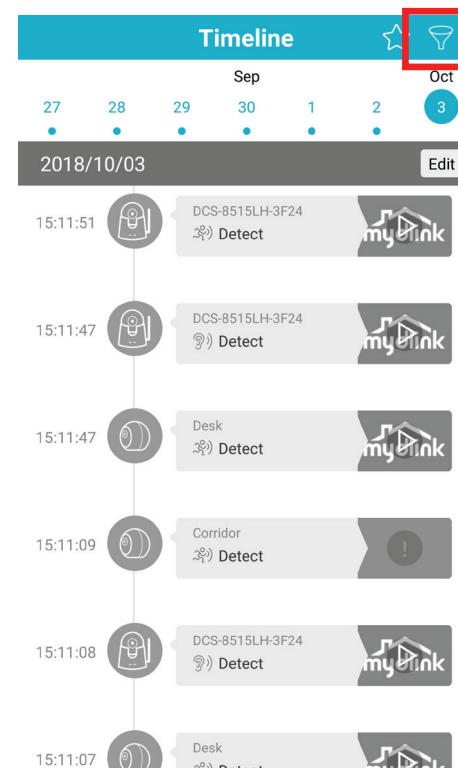 Timeline
Sep Oct
27 28 29 30 1 2 3
2018/10/03 Edit
DCS-8515LH-3F24
15:11:51 Detect
mydlink
DCS-8515LH-3F24
15:11:47 Detect
mydlink
Desk
15:11:47 Detect
mydlink
Corridor
15:11:09 Detect
!
DCS-8515LH-3F24
15:11:08 Detect
mydlink
Desk
15:11:07 Detect
mydlink